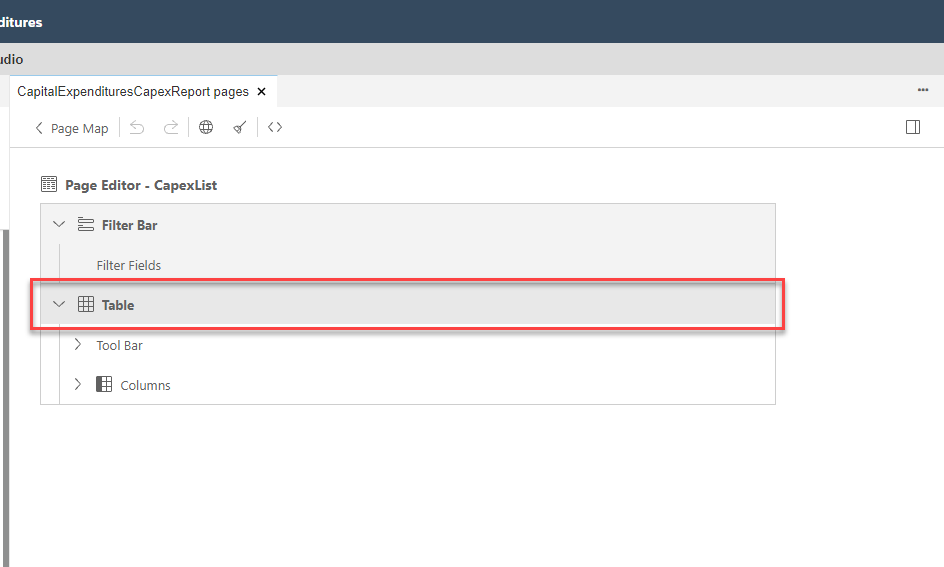 ditures
udio
CapitalExpendituresCapexReport pages
Page Map
Page Editor - CapexList
Filter Bar
Filter Fields
Table
Tool Bar
Columns